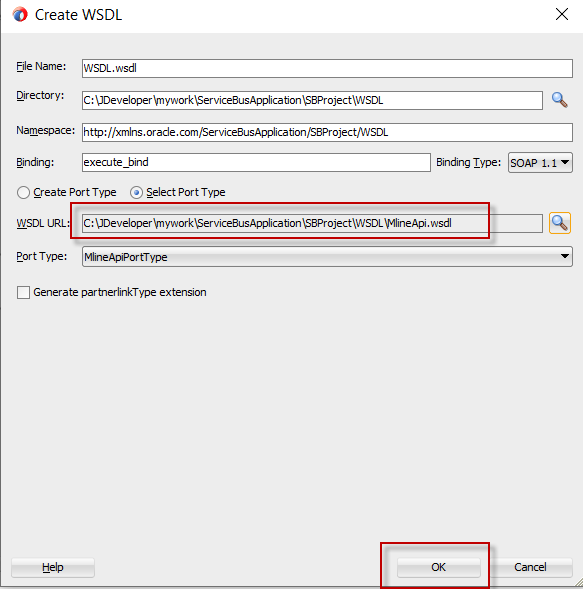 Create WSDL
File Name: WSDL.wsdl
Directory: C:\JDeveloper\mywork\ServiceBusApplication\SBProject\WSDL
Namespace: http://xmlns.oracle.com/ServiceBusApplication/SBProject/WSDL
Binding: execute_bind Binding Type: SOAP 1.1
Create Port Type Select Port Type
WSDL URL: C:\JDeveloper\mywork\ServiceBusApplication\SBProject\WSDL\MlineApi.wsdl
Port Type: MlineApiPortType
Generate partnerlinkType extension
Help OK Cancel